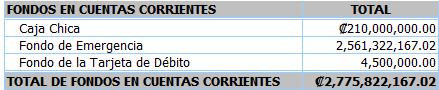 FONDOS EN CUENTAS CORRIENTES TOTAL
Caja Chica ₡210,000,000.00
Fondo de Emergencia 2,561,322,167.02
Fondo de la Tarjeta de Débito 4,500,000.00
TOTAL DE FONDOS EN CUENTAS CORRIENTES ₡2,775,822,167.02